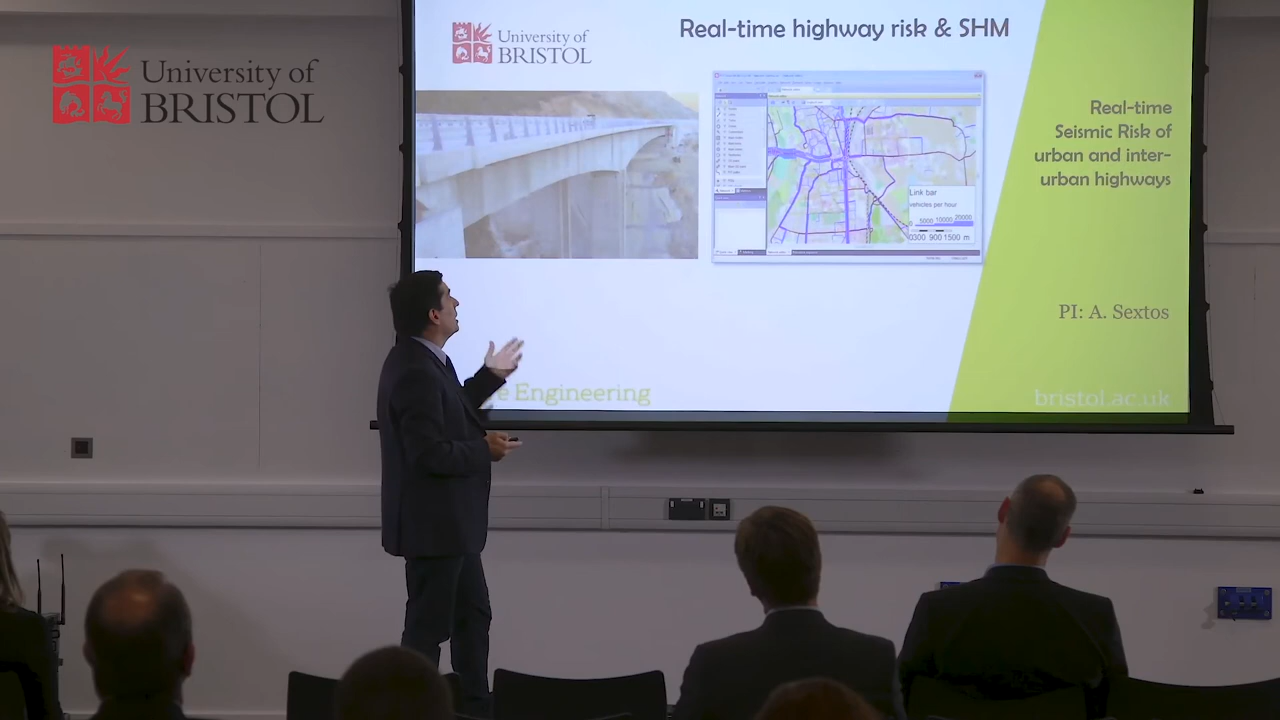 University of
BRISTOL
University of
BRISTOL
Real-time highway risk & SHM
Real-time
Seismic Risk of
urban and inter-
urban highways
Link bar
vehicles per hour
0 5000 10000 20000
0300 900 1500 m
PI: A. Sextos
e Engineering
bristol.ac.uk